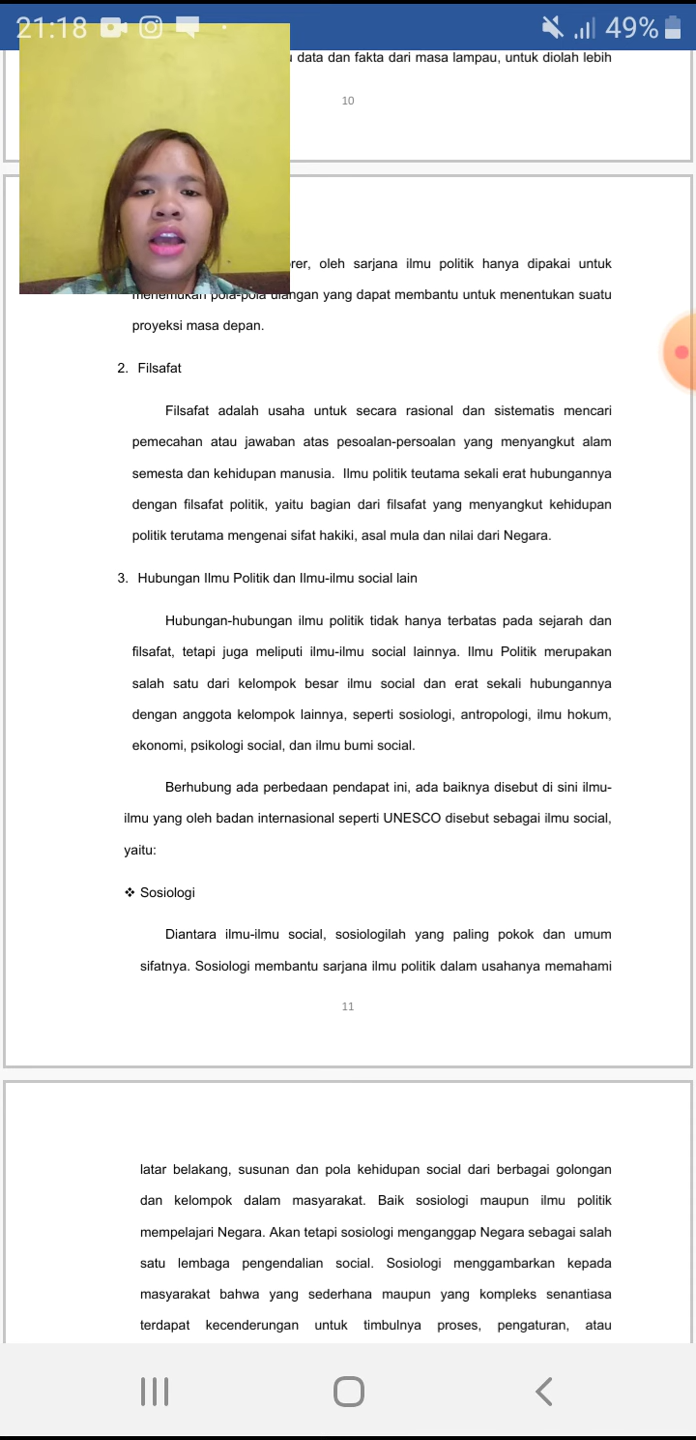 21:18
49%
data dan fakta dari masa lampau, untuk diolah lebih
10
oleh sarjana ilmu politik hanya dipakai untuk
menemukan pola-pola ulangan yang dapat membantu untuk menentukan suatu
proyeksi masa depan.
2. Filsafat
Filsafat adalah usaha untuk secara rasional dan sistematis mencari
pemecahan atau jawaban atas pesoalan-persoalan yang menyangkut alam
semesta dan kehidupan manusia. Ilmu politik teutama sekali erat hubungannya
dengan filsafat politik, yaitu bagian dari filsafat yang menyangkut kehidupan
politik terutama mengenai sifat hakiki, asal mula dan nilai dari Negara.
3. Hubungan Ilmu Politik dan Ilmu-ilmu social lain
Hubungan-hubungan ilmu politik tidak hanya terbatas pada sejarah dan
filsafat, tetapi juga meliputi ilmu-ilmu social lainnya. Ilmu Politik merupakan
salah satu dari kelompok besar ilmu social dan erat sekali hubungannya
dengan anggota kelompok lainnya, seperti sosiologi, antropologi, ilmu hokum,
ekonomi, psikologi social, dan ilmu bumi social.
Berhubung ada perbedaan pendapat ini, ada baiknya disebut di sini ilmu-
ilmu yang oleh badan internasional seperti UNESCO disebut sebagai ilmu social,
yaitu:
❖ Sosiologi
Diantara ilmu-ilmu social, sosiologilah yang paling pokok dan umum
sifatnya. Sosiologi membantu sarjana ilmu politik dalam usahanya memahami
11
latar belakang, susunan dan pola kehidupan social dari berbagai golongan
dan kelompok dalam masyarakat. Baik sosiologi maupun ilmu politik
mempelajari Negara. Akan tetapi sosiologi menganggap Negara sebagai salah
satu lembaga pengendalian social. Sosiologi menggambarkan kepada
masyarakat bahwa yang sederhana maupun yang kompleks senantiasa
terdapat kecenderungan untuk timbulnya proses, pengaturan, atau